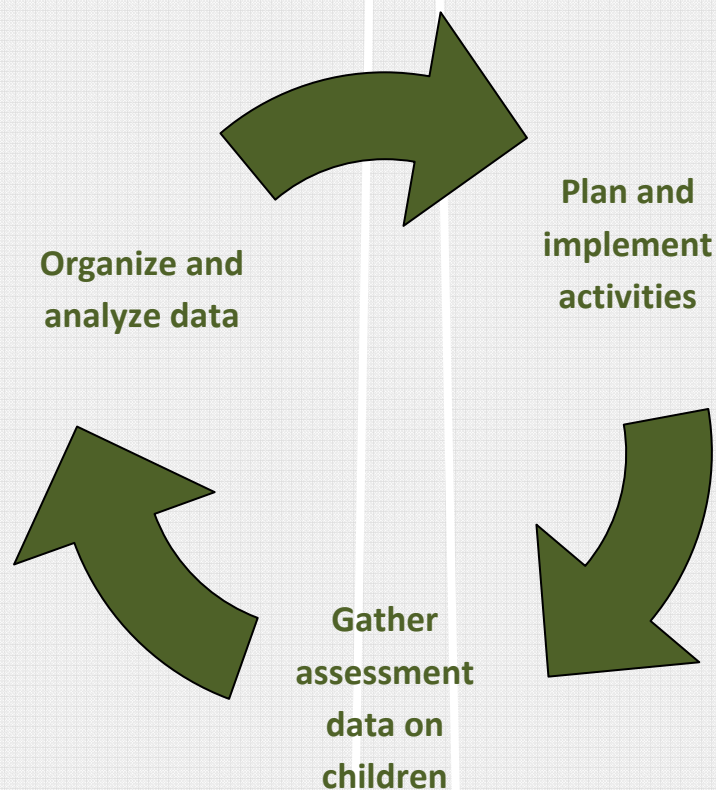 Plan and
implement
activities
Organize and
analyze data
Gather
assessment
data on
children